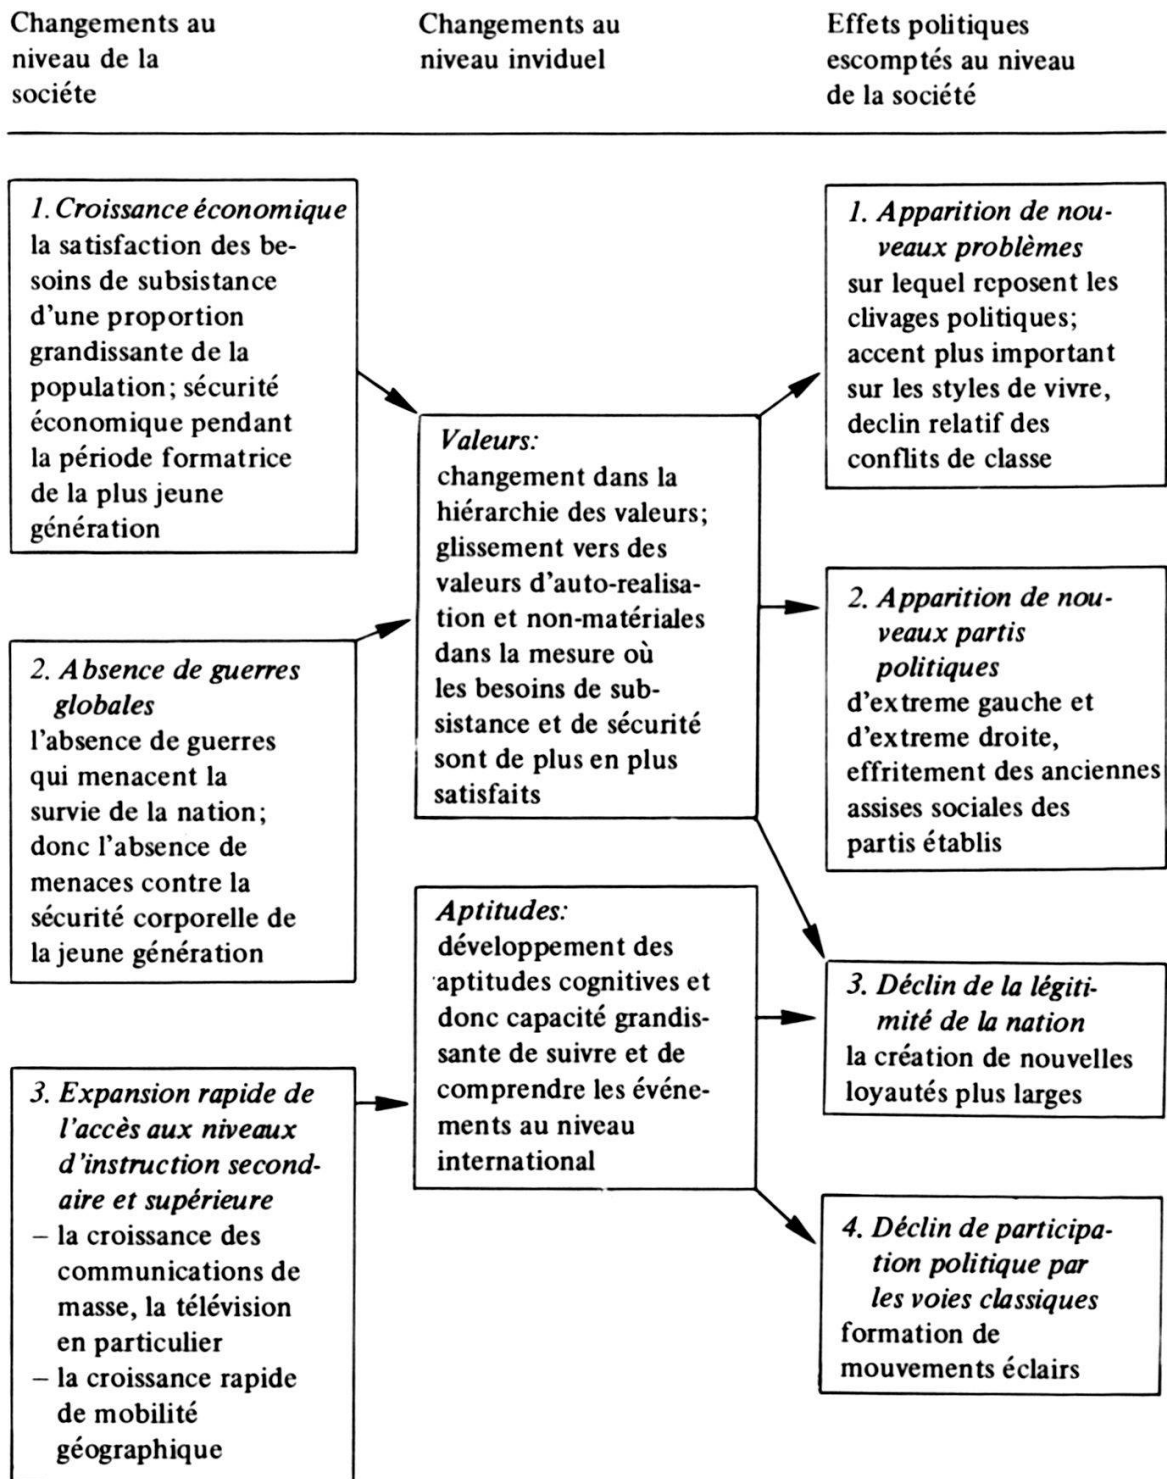 Changements au
niveau de la
sociéte
Changements au
niveau inviduel
Effets politiques
escomptés au niveau
de la société
1. Croissance économique
la satisfaction des be-
soins de subsistance
d'une proportion
grandissante de la
population; sécurité
économique pendant
la période formatrice
de la plus jeune
génération
2. Absence de guerres
globales
l'absence de guerres
qui menacent la
survie de la nation;
donc l'absence de
menaces contre la
sécurité corporelle de
la jeune génération
3. Expansion rapide de
l'accès aux niveaux
d'instruction second-
aire et supérieure
– la croissance des
communications de
masse, la télévision
en particulier
– la croissance rapide
de mobilité
géographique
Valeurs:
changement dans la
hiérarchie des valeurs;
glissement vers des
valeurs d'auto-realisa-
tion et non-matériales
dans la mesure où
les besoins de sub-
sistance et de sécurité
sont de plus en plus
satisfaits
Aptitudes:
développement des
aptitudes cognitives et
donc capacité grandis-
sante de suivre et de
comprendre les événe-
ments au niveau
international
1. Apparition de nou-
veaux problèmes
sur lequel reposent les
clivages politiques;
accent plus important
sur les styles de vivre,
declin relatif des
conflits de classe
2. Apparition de nou-
veaux partis
politiques
d'extreme gauche et
d'extreme droite,
effritement des anciennes
assises sociales des
partis établis
3. Déclin de la légiti-
mité de la nation
la création de nouvelles
loyautés plus larges
4. Déclin de participa-
tion politique par
les voies classiques
formation de
mouvements éclairs